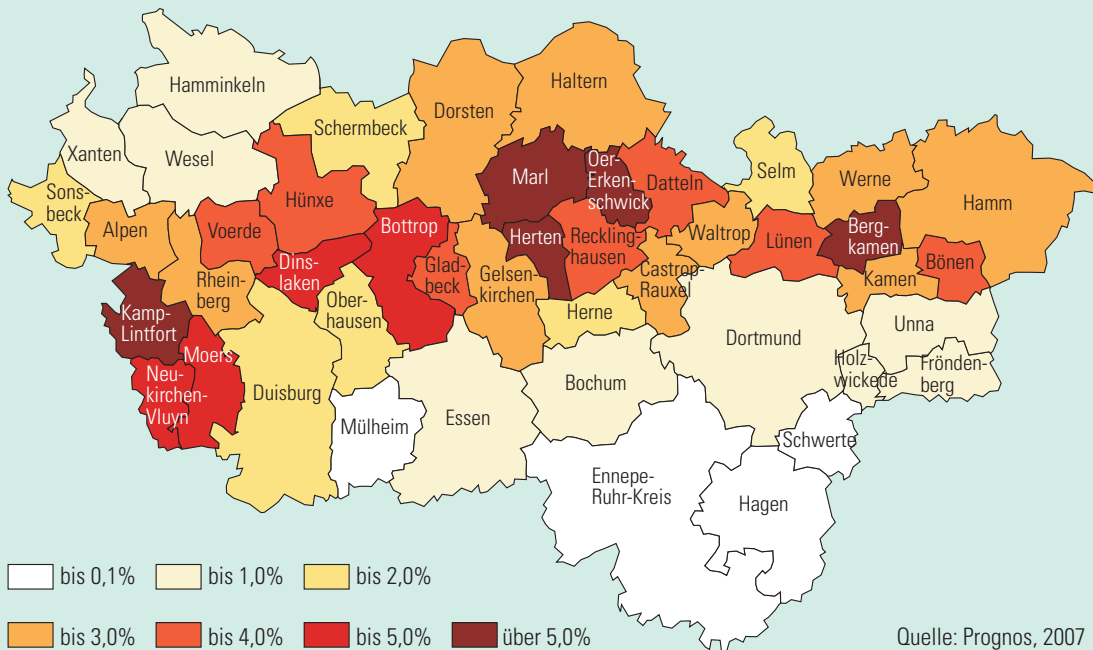 Hamminkeln
Haltern
Dorsten
Schermbeck
Xanten
Wesel
Oer-
Erken-
schwick
Marl
Selm
Werne
Datteln
Sons-
beck
Hünxe
Hamm
Alpen
Voerde
Bottrop
Herten
Reckling-
hausen
Waltrop
Lünen
Berg-
kamen
Dins-
laken
Glad-
beck
Gelsen-
kirchen
Castrop-
Rauxel
Kamen
Bönen
Rhein-
berg
Ober-
hausen
Herne
Kamp-
Lintfort
Unna
Dortmund
Moers
Holz-
wickede
Frönden-
berg
Neu-
kirchen-
Vluyn
Duisburg
Bochum
Mülheim
Essen
Schwerte
Ennepe-
Ruhr-Kreis
Hagen
bis 0,1%
bis 1,0%
bis 2,0%
bis 3,0%
bis 4,0%
bis 5,0%
über 5,0%
Quelle: Prognos, 2007